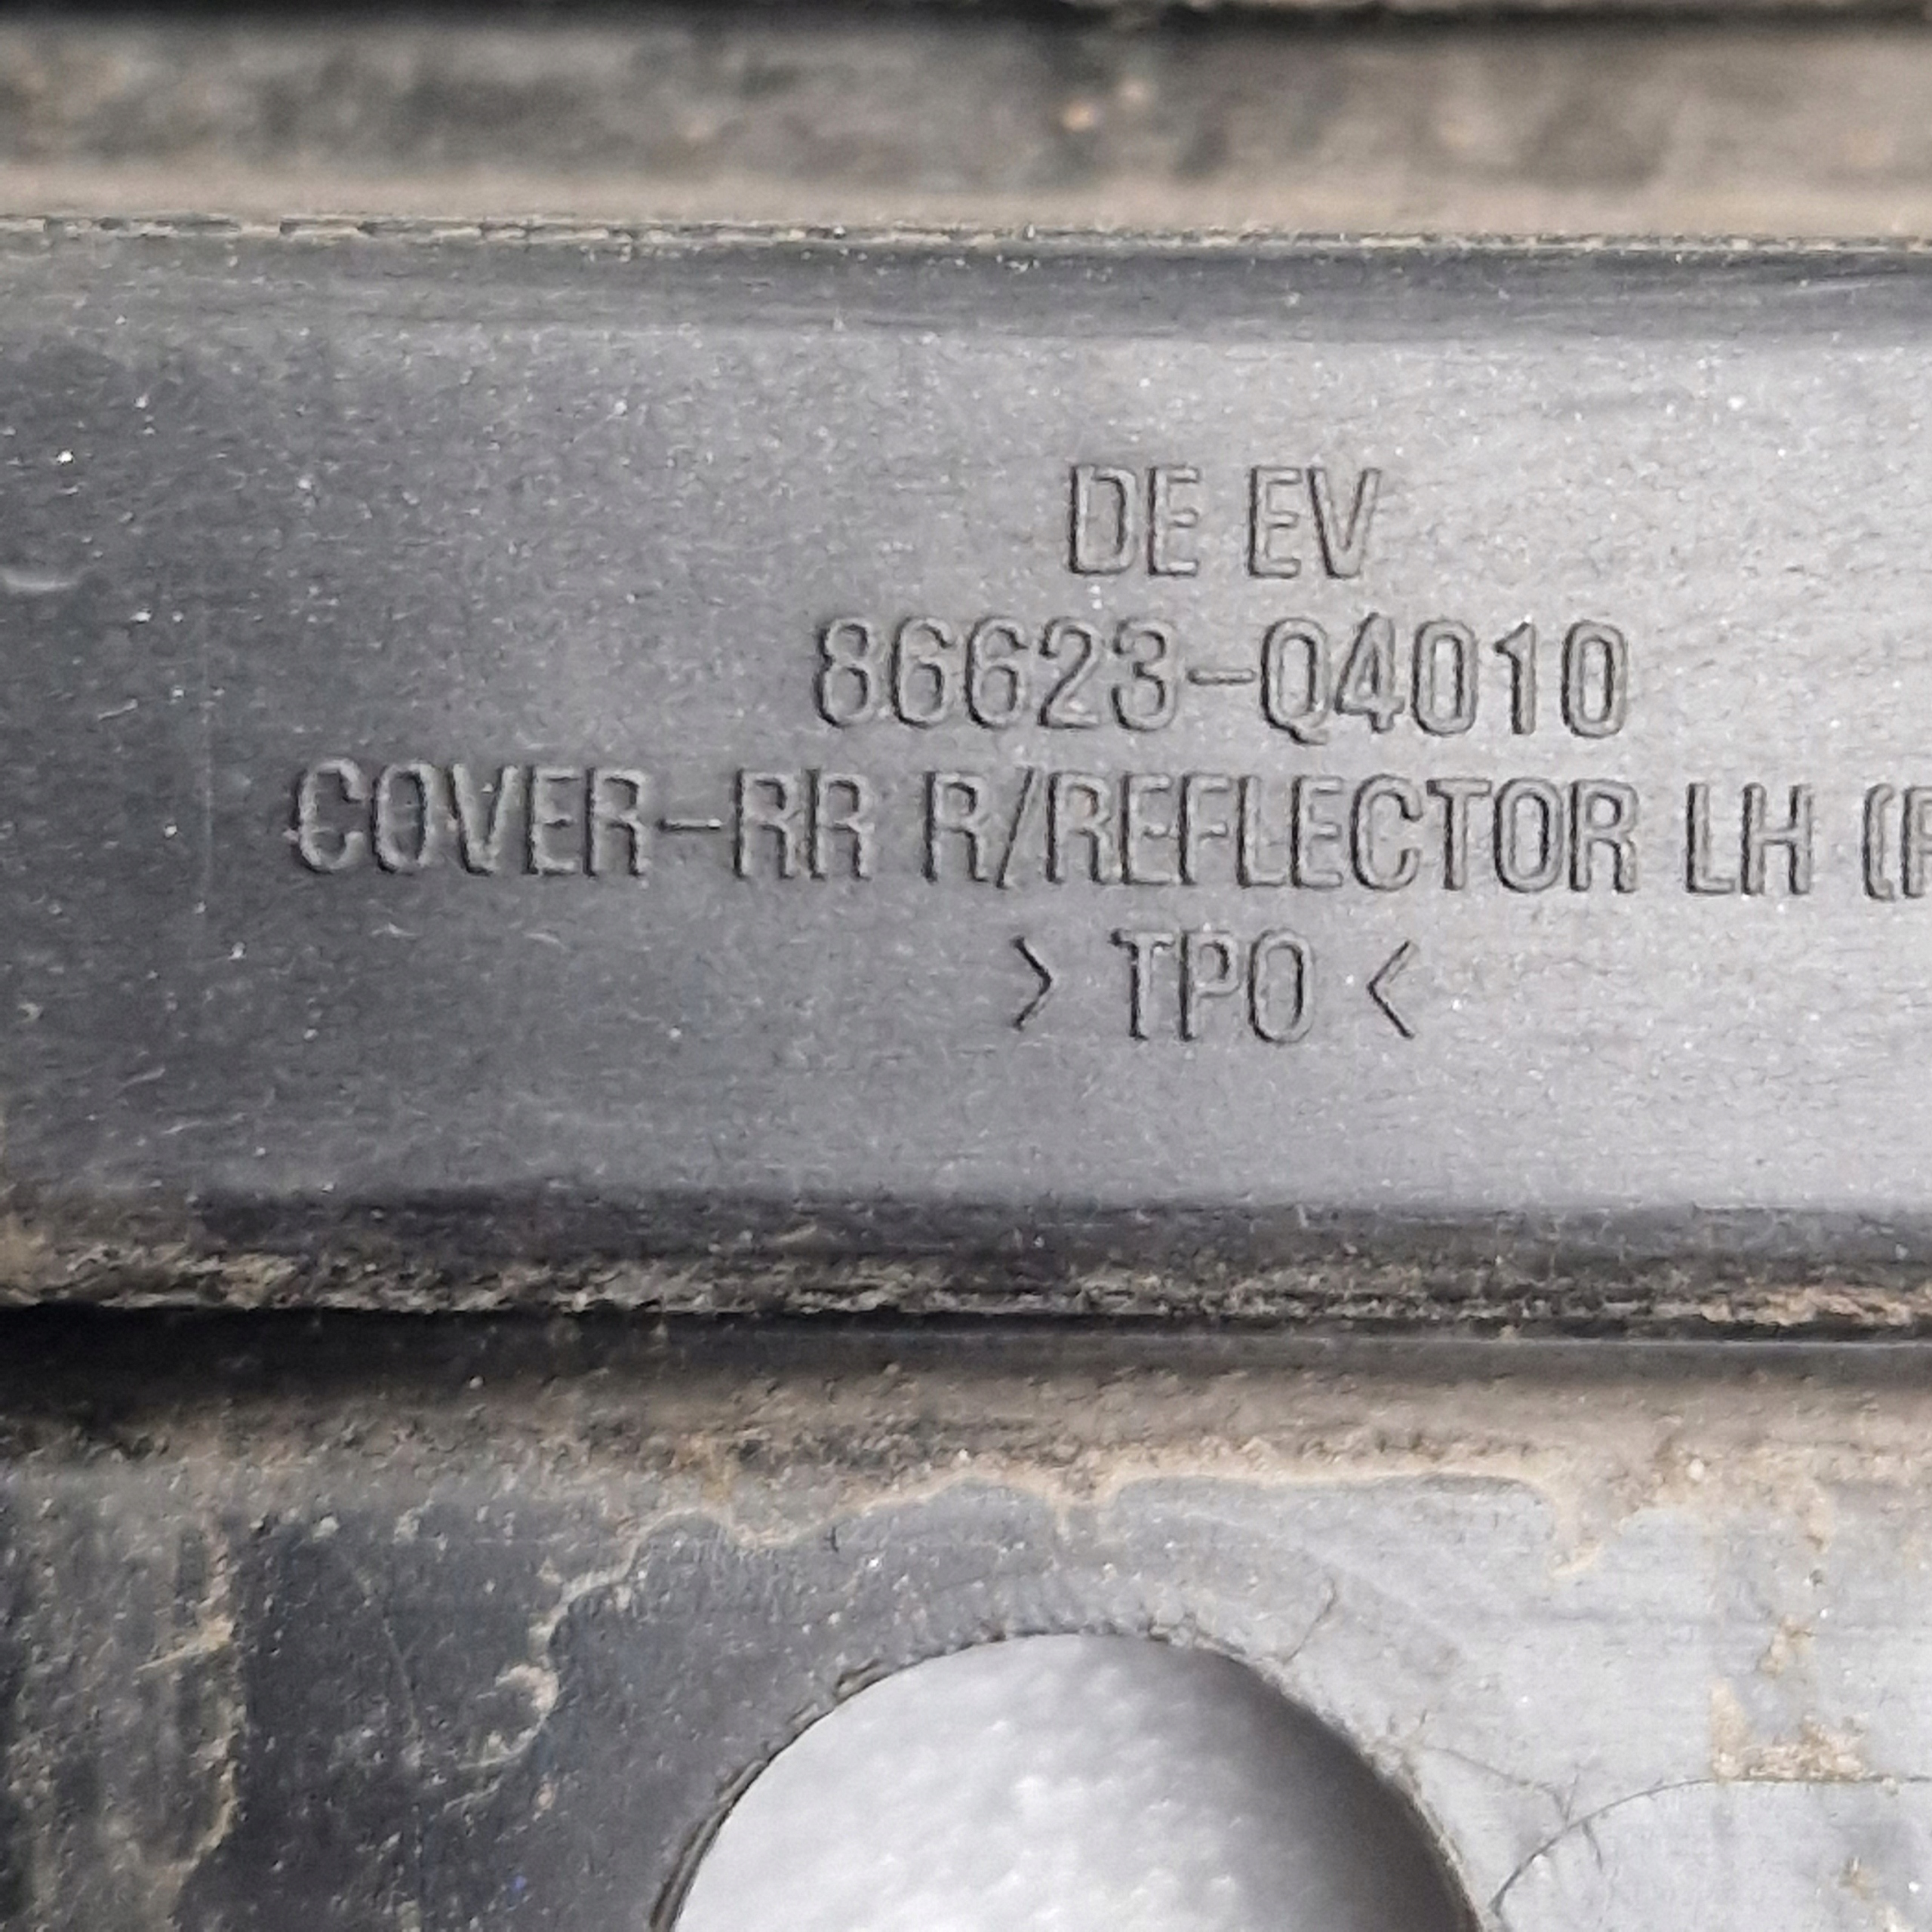 DE EV
86623-Q4010
COVER-RR R/REFLECTOR LH
> TPO <